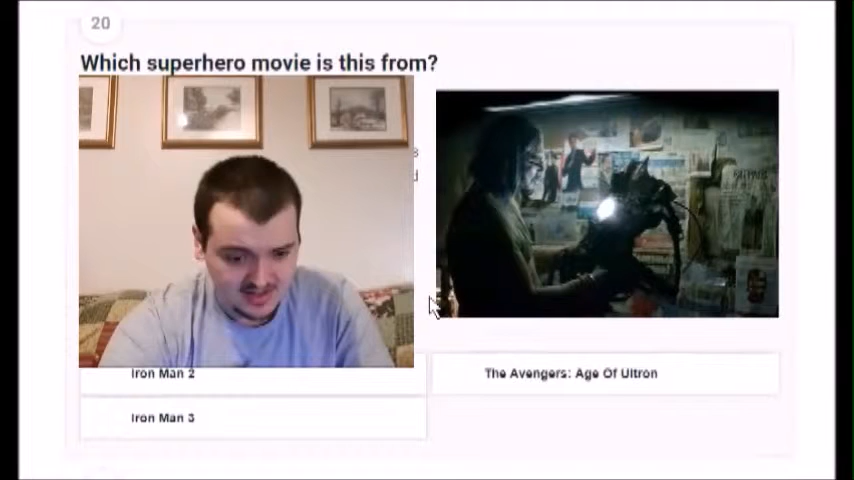 20
Which superhero movie is this from?
Iron Man 2
The Avengers: Age Of Ultron
Iron Man 3